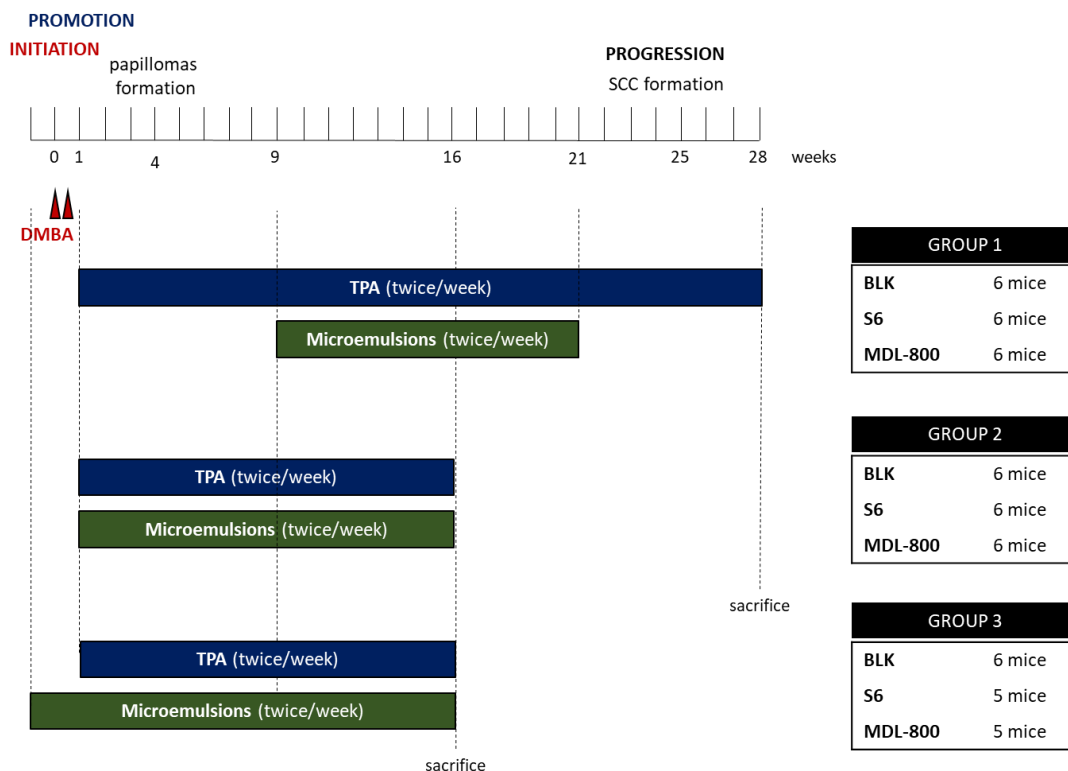 PROMOTION
INITIATION
papillomas
formation
PROGRESSION
SCC formation
0 1 4 9 16 21 25 28 weeks
DMBA
TPA (twice/week)
Microemulsions (twice/week)
GROUP 1
BLK 6 mice
S6 6 mice
MDL-800 6 mice
TPA (twice/week)
Microemulsions (twice/week)
GROUP 2
BLK 6 mice
S6 6 mice
MDL-800 6 mice
sacrifice
TPA (twice/week)
Microemulsions (twice/week)
GROUP 3
BLK 6 mice
S6 5 mice
MDL-800 5 mice
sacrifice